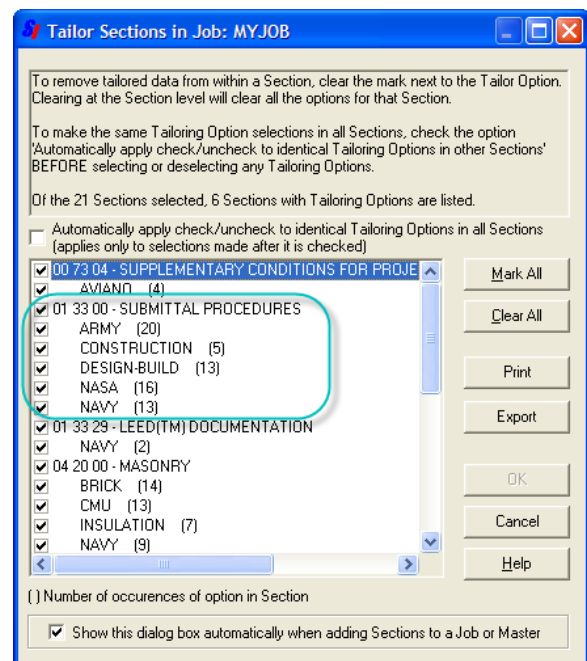 Tailor Sections in Job: MYJOB
To remove tailored data from within a Section, clear the mark next to the Tailor Option.
Clearing at the Section level will clear all the options for that Section.
To make the same Tailoring Option selections in all Sections, check the option
'Automatically apply check/uncheck to identical Tailoring Options in other Sections'
BEFORE selecting or deselecting any Tailoring Options.
Of the 21 Sections selected, 6 Sections with Tailoring Options are listed.
Automatically apply check/uncheck to identical Tailoring Options in all Sections
(applies only to selections made after it is checked)
00 73 04 - SUPPLEMENTARY CONDITIONS FOR PROJE
AVIANO (4)
01 33 00 - SUBMITTAL PROCEDURES
ARMY (20)
CONSTRUCTION (5)
DESIGN-BUILD (13)
NASA (16)
NAVY (13)
01 33 29 - LEED(TM) DOCUMENTATION
NAVY (2)
04 20 00 - MASONRY
BRICK (14)
CMU (13)
INSULATION (7)
NAVY (9)
Mark All
Clear All
Print
Export
OK
Cancel
Help
( ) Number of occurences of option in Section
Show this dialog box automatically when adding Sections to a Job or Master